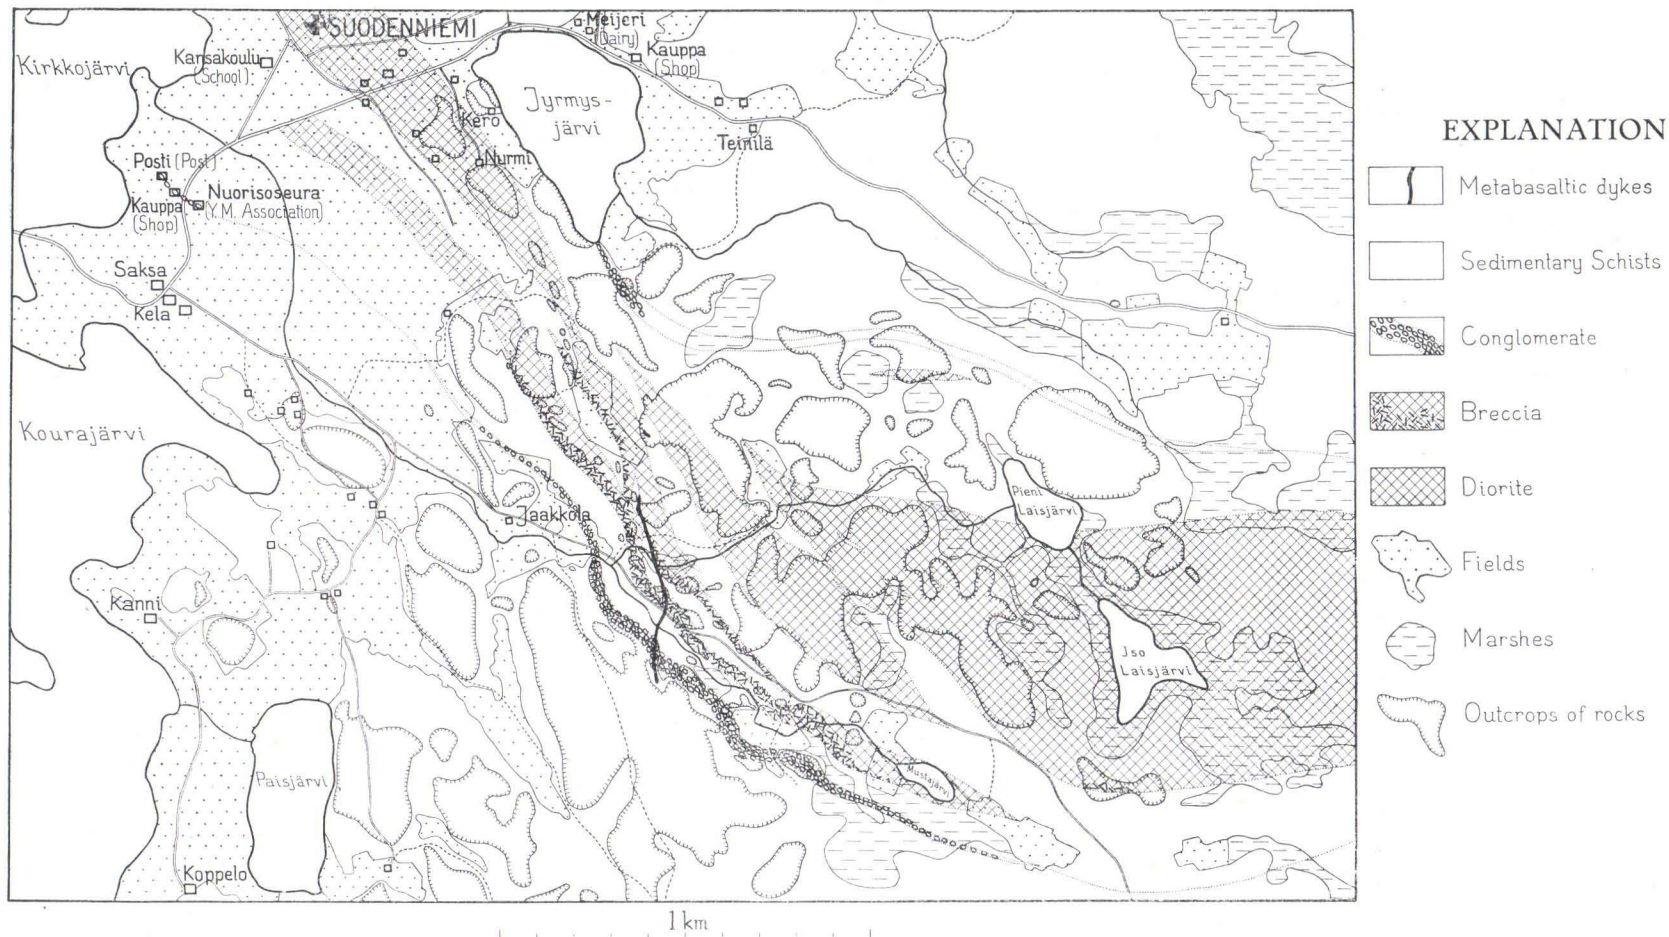 SUODENNIEMI
Meijeri
(Dairy)
Kansakoulu
(School)
Kauppa
(Shop)
Kirkkojärvi
Jyrmys-
järvi
Kero
Teinilä
Nurmi
Posti (Post)
Nuorisoseura
(Y. M. Association)
Kauppa
(Shop)
Saksa
Kela
Kourajärvi
Jaakkola
Pieni
Laisjärvi
Kanni
Jso
Laisjärvi
Paisjärvi
Mustajärvi
Koppelo
1 km
EXPLANATION
Metabasaltic dykes
Sedimentary Schists
Conglomerate
Breccia
Diorite
Fields
Marshes
Outcrops of rocks